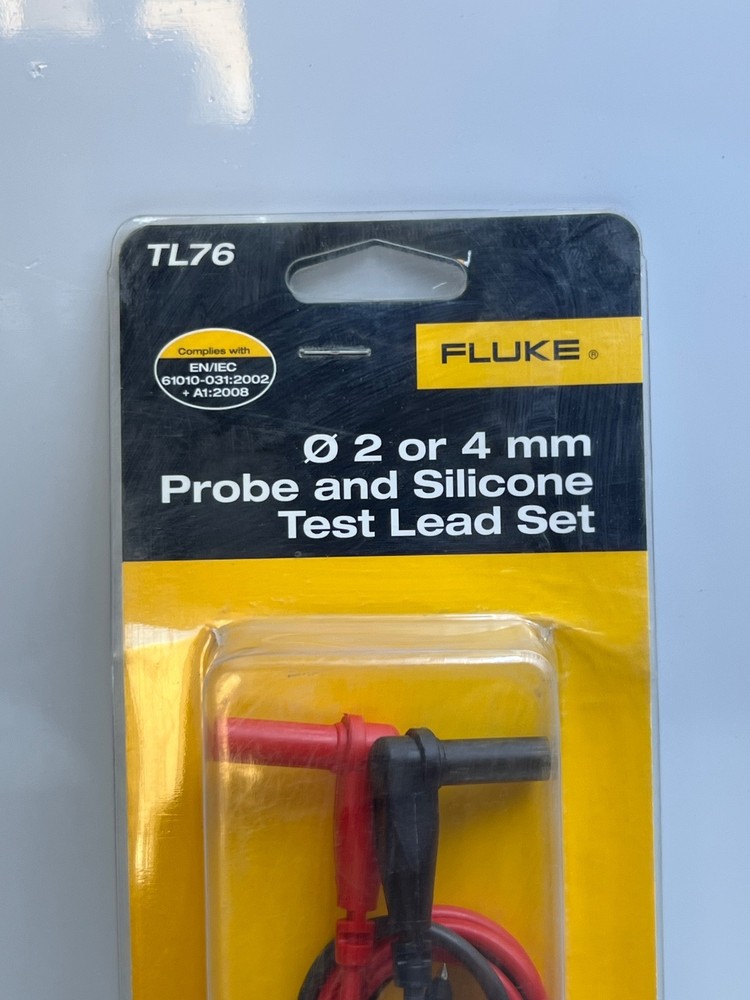 TL76
Complies with
EN/IEC
61010-031:2002
+ A1:2008
FLUKE ®
Ø 2 or 4 mm
Probe and Silicone
Test Lead Set